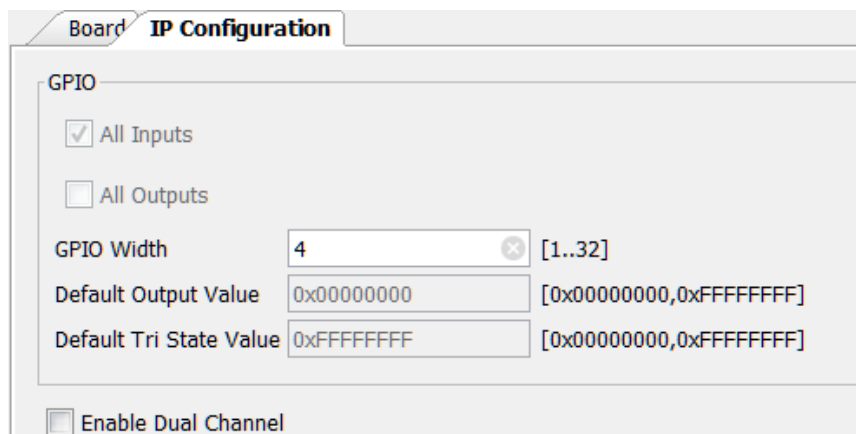 Board IP Configuration
GPIO
All Inputs
All Outputs
GPIO Width 4 [1..32]
Default Output Value 0x00000000 [0x00000000,0xFFFFFFFF]
Default Tri State Value 0xFFFFFFFF [0x00000000,0xFFFFFFFF]
Enable Dual Channel